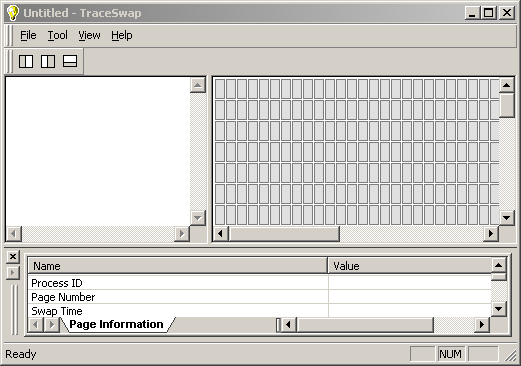 Untitled - TraceSwap
File Tool View Help
Name Value
Process ID
Page Number
Swap Time
Page Information
Ready NUM